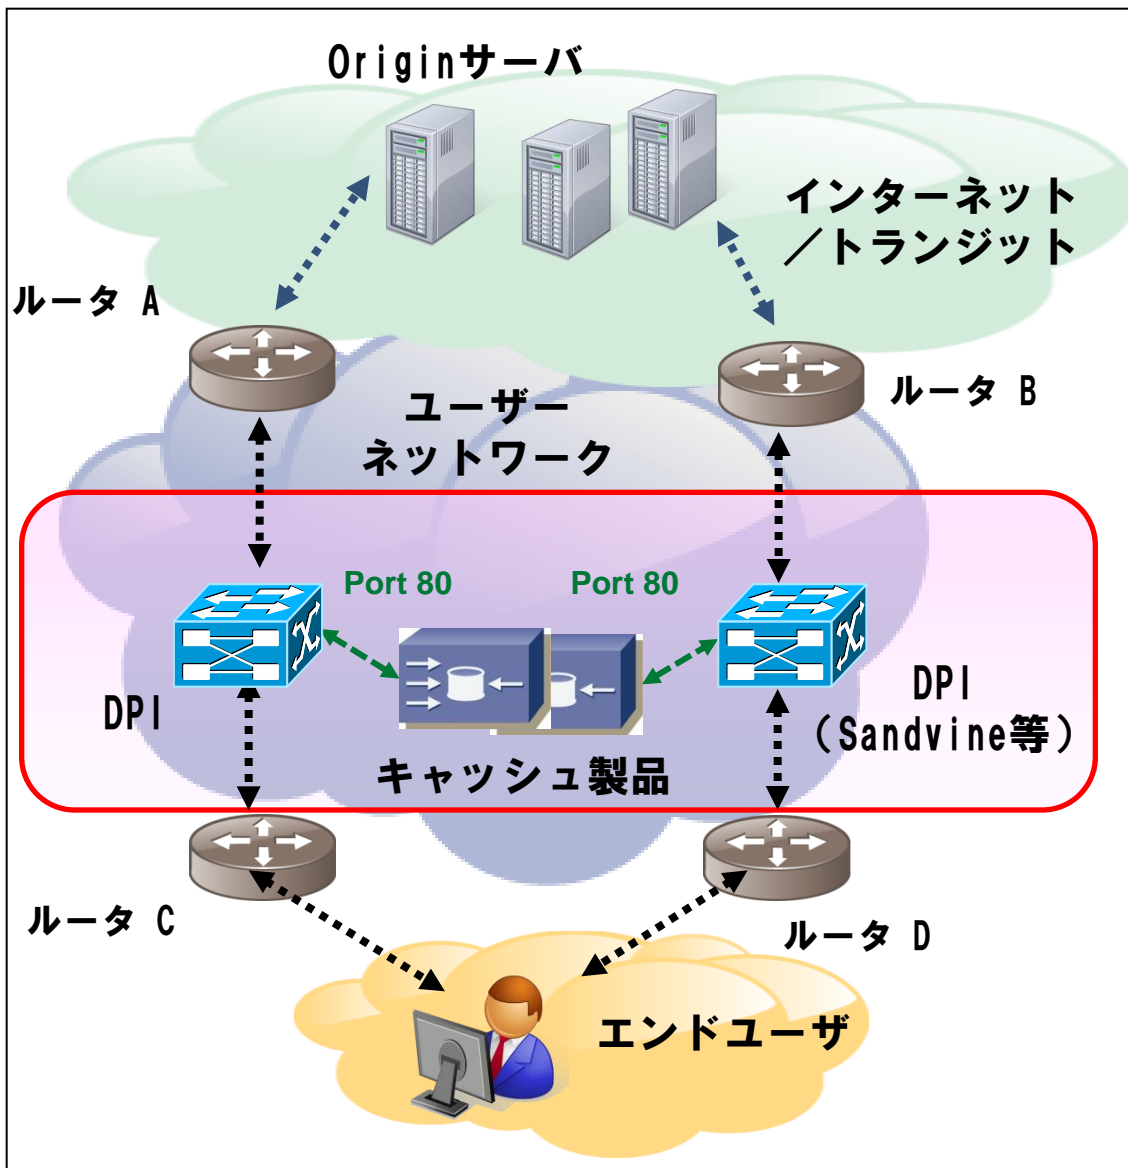 Originサーバ
インターネット
／トランジット
ルータ A
ルータ B
ユーザー
ネットワーク
Port 80
Port 80
DPI
DPI
（Sandvine等）
キャッシュ製品
ルータ C
ルータ D
エンドユーザ